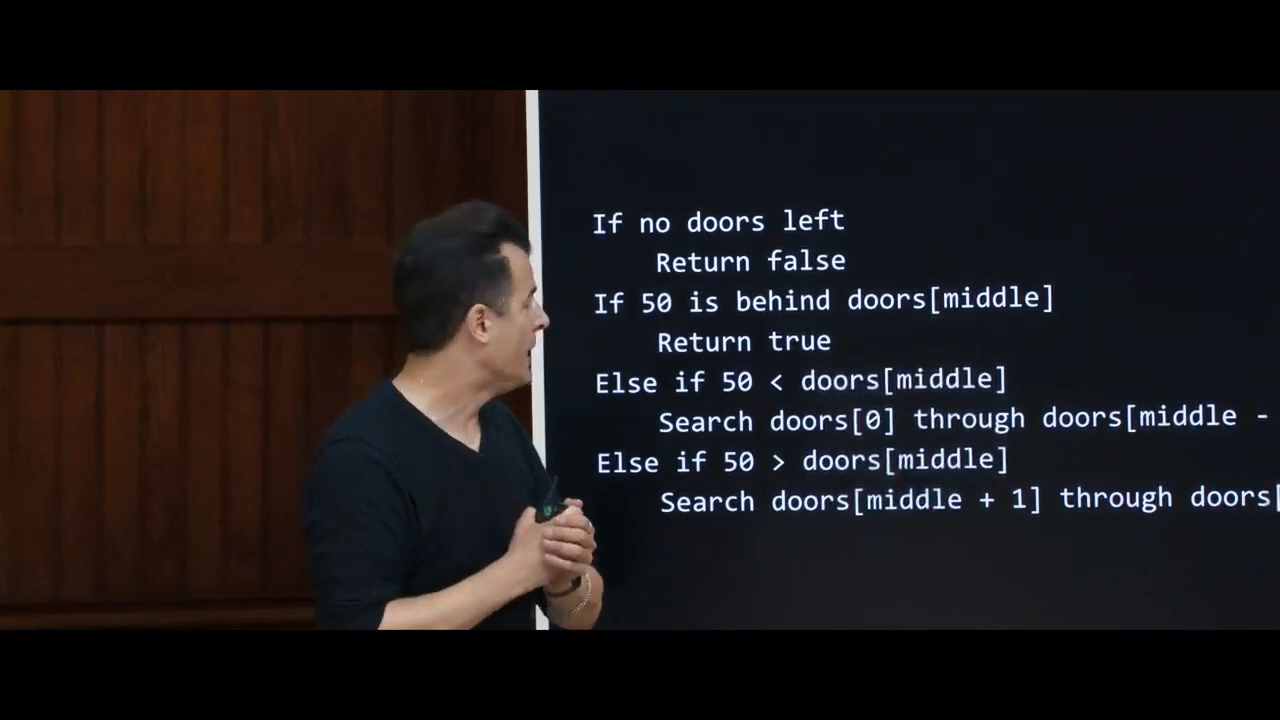 If no doors left
Return false
If 50 is behind doors[middle]
Return true
Else if 50 < doors[middle]
Search doors[0] through doors[middle -
Else if 50 > doors[middle]
Search doors[middle + 1] through doors[